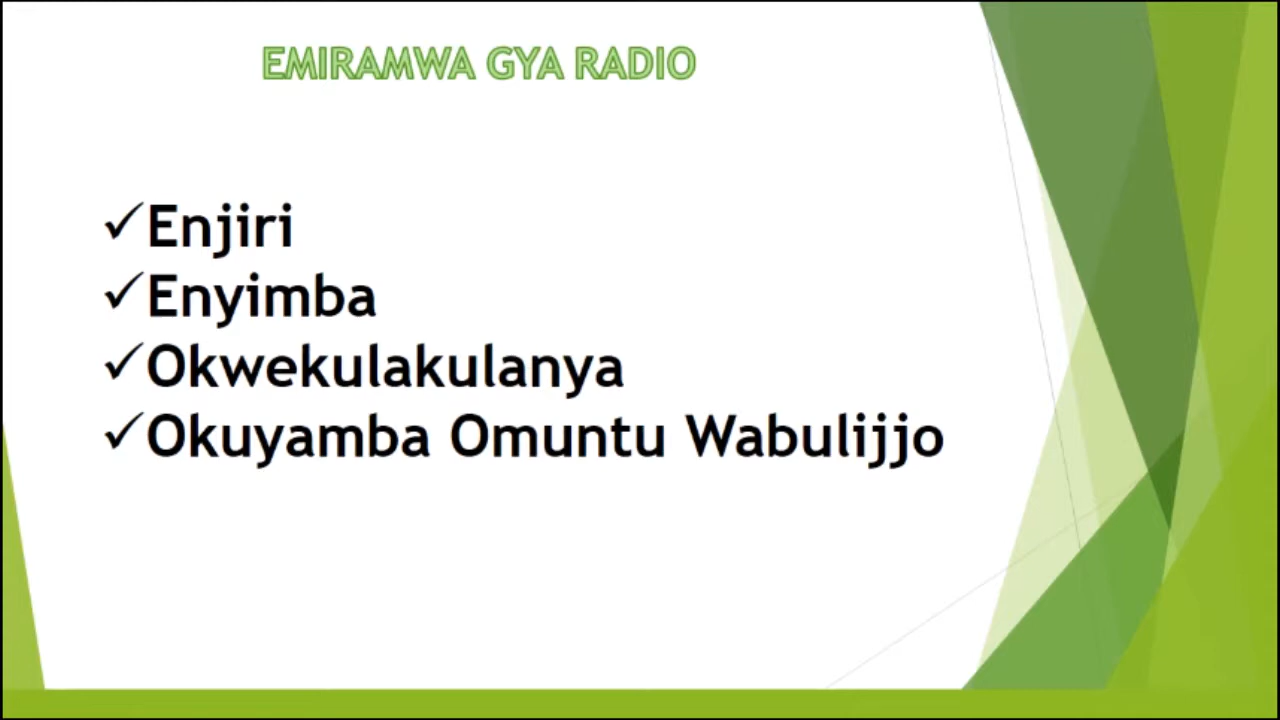 EMIRAMWA GYA RADIO
✓Enjiri
✓Enyimba
✓Okwekulakulanya
✓Okuyamba Omuntu Wabulijjo